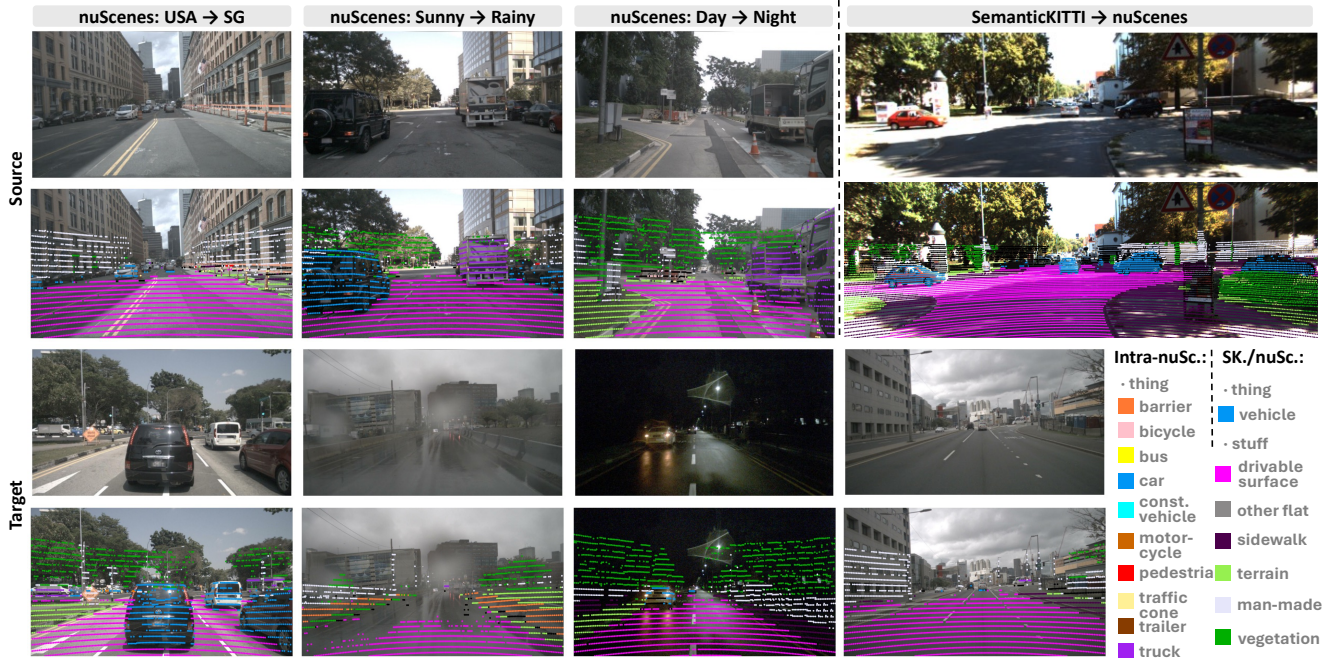 nuScenes: USA → SG
nuScenes: Sunny → Rainy
nuScenes: Day → Night
SemanticKITTI → nuScenes
Source
Target
Intra-nuSc.:
· thing
barrier
bicycle
bus
car
const.
vehicle
motor-
cycle
pedestria
traffic
cone
trailer
truck
SK./nuSc.:
· thing
vehicle
· stuff
drivable
surface
other flat
sidewalk
terrain
man-made
vegetation